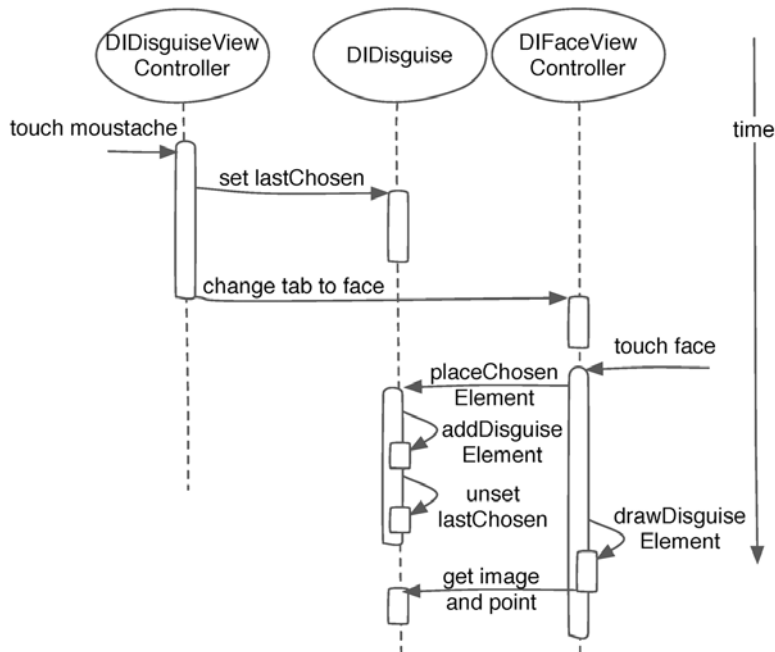 DIDisguiseView
Controller
DIDisguise
DIFaceView
Controller
time
touch moustache
set lastChosen
change tab to face
touch face
placeChosen
Element
addDisguise
Element
unset
lastChosen
drawDisguise
Element
get image
and point